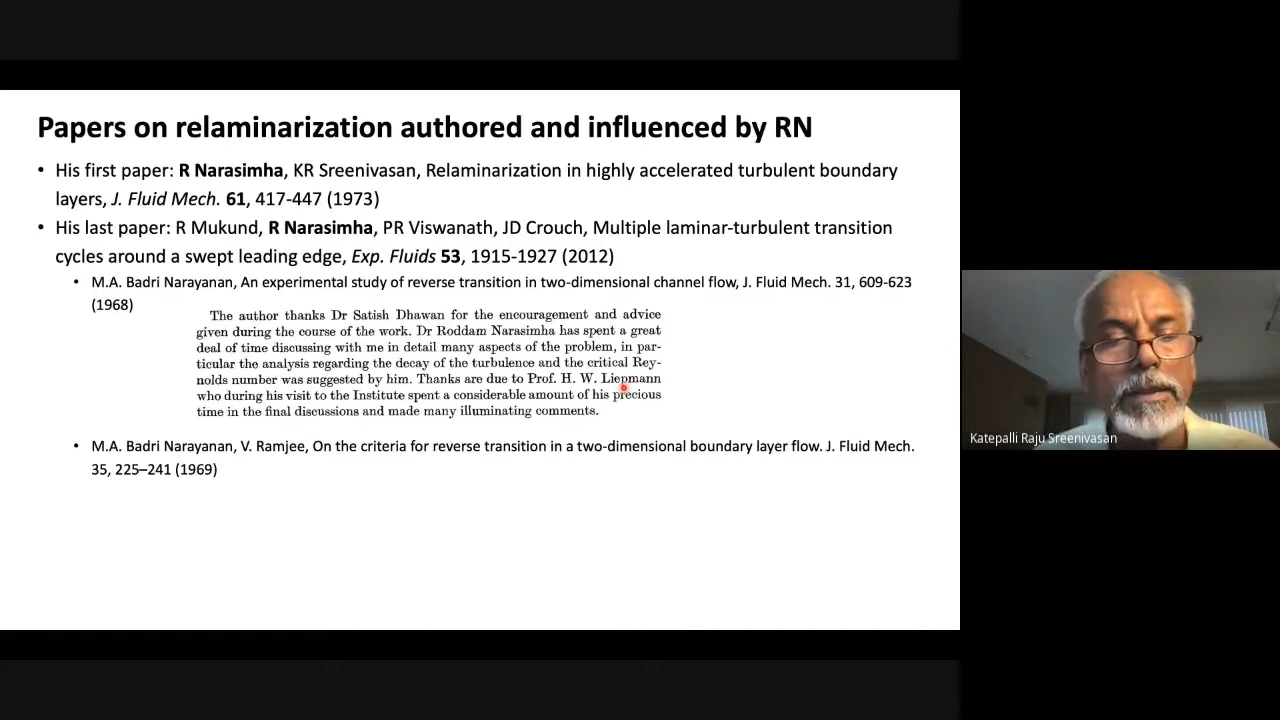 Papers on relaminarization authored and influenced by RN
• His first paper: R Narasimha, KR Sreenivasan, Relaminarization in highly accelerated turbulent boundary
layers, J. Fluid Mech. 61, 417-447 (1973)
• His last paper: R Mukund, R Narasimha, PR Viswanath, JD Crouch, Multiple laminar-turbulent transition
cycles around a swept leading edge, Exp. Fluids 53, 1915-1927 (2012)
• M.A. Badri Narayanan, An experimental study of reverse transition in two-dimensional channel flow, J. Fluid Mech. 31, 609-623
(1968)
The author thanks Dr Satish Dhawan for the encouragement and advice
given during the course of the work. Dr Roddam Narasimha has spent a great
deal of time discussing with me in detail many aspects of the problem, in par-
ticular the analysis regarding the decay of the turbulence and the critical Rey-
nolds number was suggested by him. Thanks are due to Prof. H. W. Liepmann
who during his visit to the Institute spent a considerable amount of his precious
time in the final discussions and made many illuminating comments.
• M.A. Badri Narayanan, V. Ramjee, On the criteria for reverse transition in a two-dimensional boundary layer flow. J. Fluid Mech.
35, 225–241 (1969)
Katepalli Raju Sreenivasan